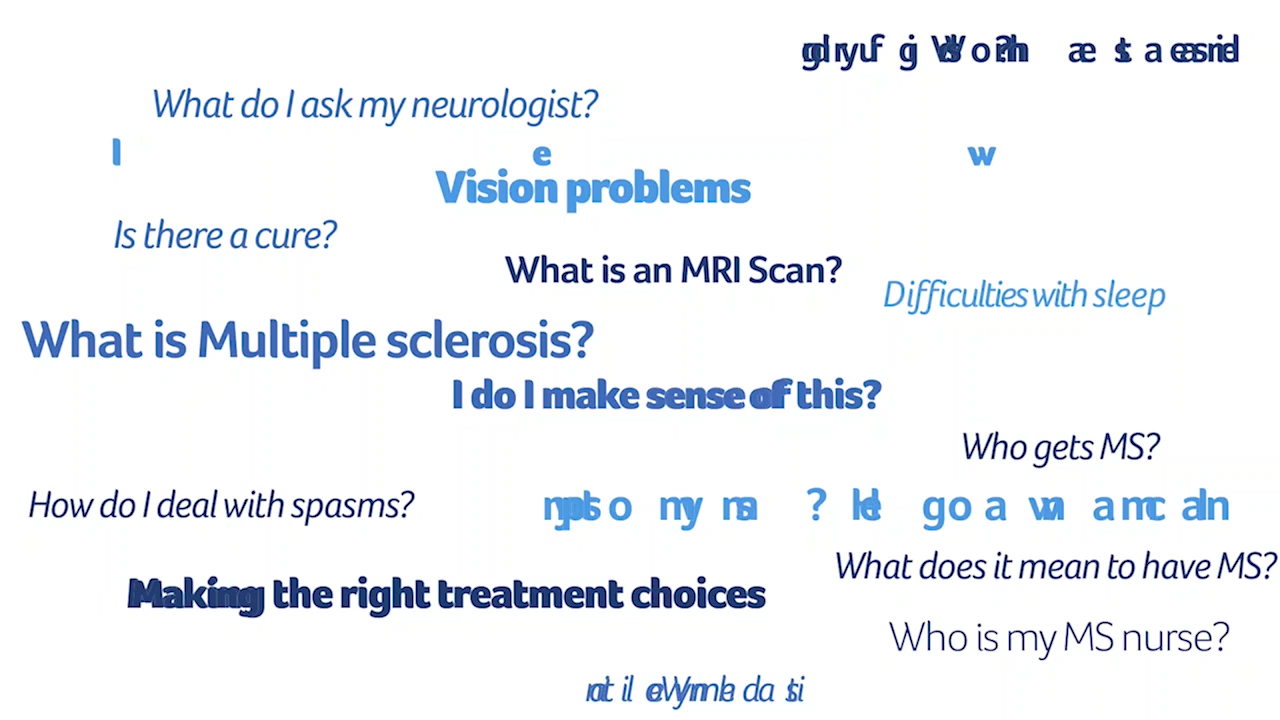 What do I ask my neurologist?
I e w
Vision problems
Is there a cure?
What is an MRI Scan?
Difficulties with sleep
What is Multiple sclerosis?
I do I make sense of this?
Who gets MS?
How do I deal with spasms?
What does it mean to have MS?
Making the right treatment choices
Who is my MS nurse?